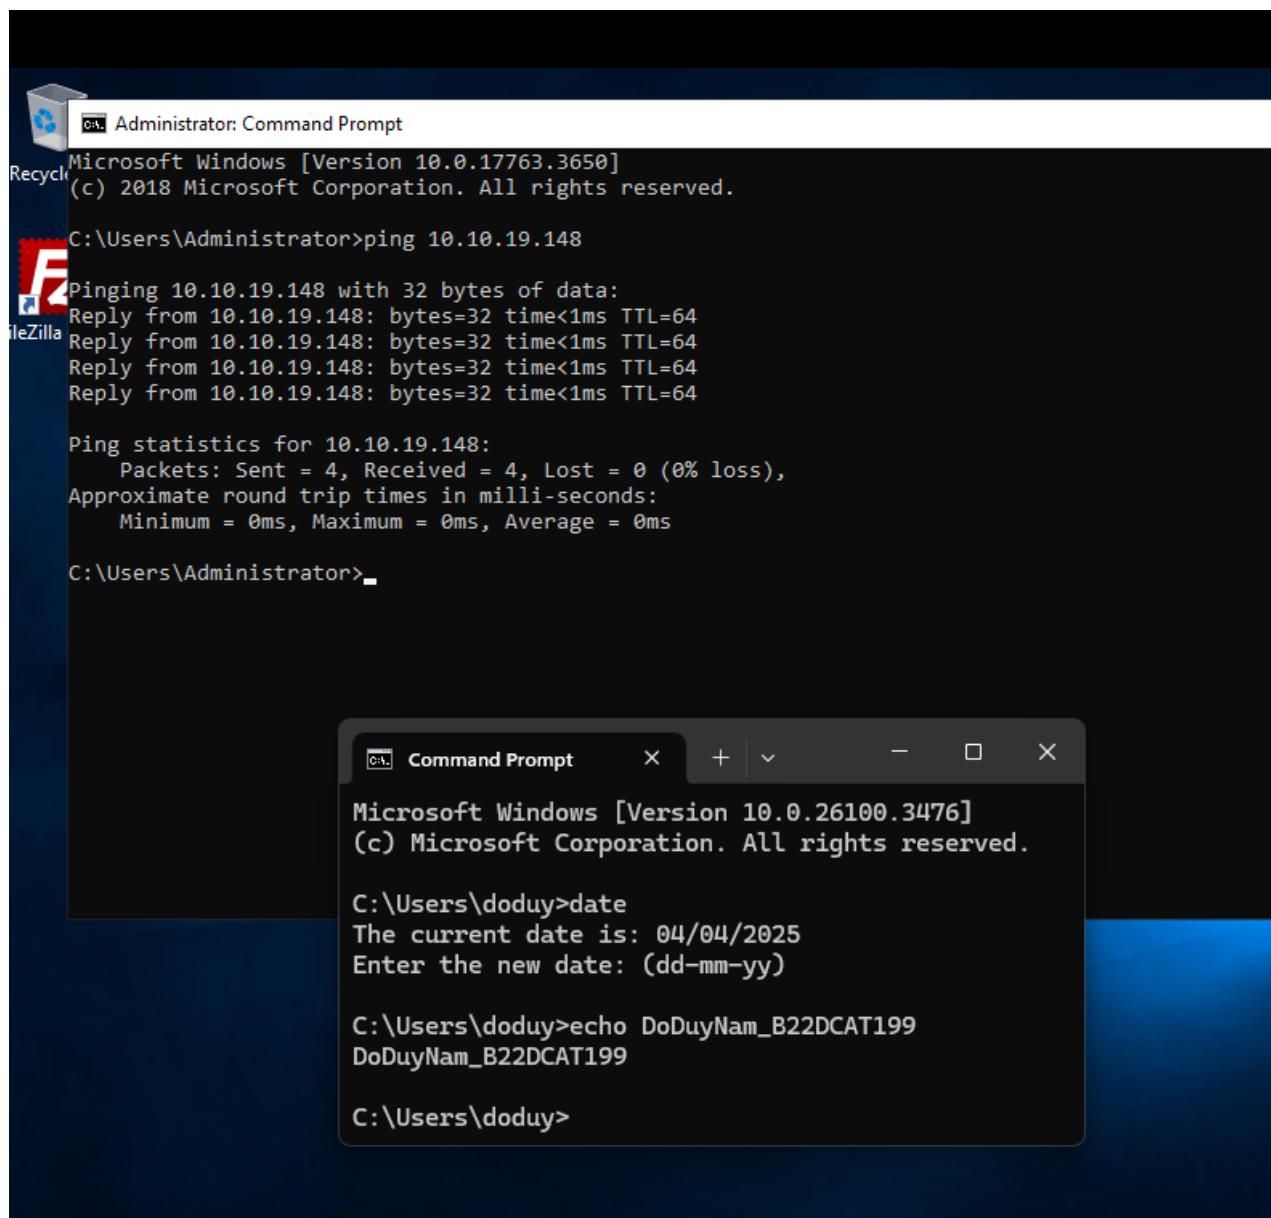 Administrator: Command Prompt
Microsoft Windows [Version 10.0.17763.3650]
(c) 2018 Microsoft Corporation. All rights reserved.
C:\Users\Administrator>ping 10.10.19.148
Pinging 10.10.19.148 with 32 bytes of data:
Reply from 10.10.19.148: bytes=32 time<1ms TTL=64
Reply from 10.10.19.148: bytes=32 time<1ms TTL=64
Reply from 10.10.19.148: bytes=32 time<1ms TTL=64
Reply from 10.10.19.148: bytes=32 time<1ms TTL=64
Ping statistics for 10.10.19.148:
Packets: Sent = 4, Received = 4, Lost = 0 (0% loss),
Approximate round trip times in milli-seconds:
Minimum = 0ms, Maximum = 0ms, Average = 0ms
C:\Users\Administrator>
Recycl
ileZilla
Command Prompt
Microsoft Windows [Version 10.0.26100.3476]
(c) Microsoft Corporation. All rights reserved.
C:\Users\doduy>date
The current date is: 04/04/2025
Enter the new date: (dd-mm-yy)
C:\Users\doduy>echo DoDuyNam_B22DCAT199
DoDuyNam_B22DCAT199
C:\Users\doduy>